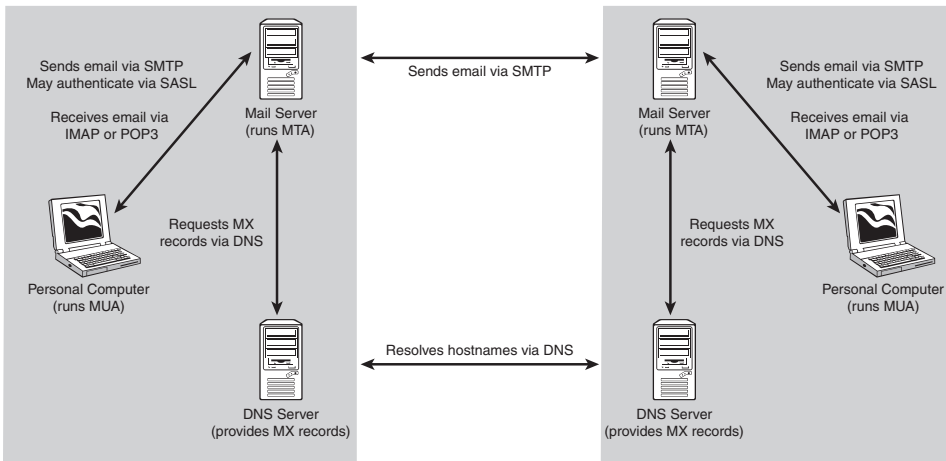 Sends email via SMTP
May authenticate via SASL
Receives email via
IMAP or POP3
Mail Server
(runs MTA)
Sends email via SMTP
Mail Server
(runs MTA)
Sends email via SMTP
May authenticate via SASL
Receives email via
IMAP or POP3
Personal Computer
(runs MUA)
Requests MX
records via DNS
Requests MX
records via DNS
Personal Computer
(runs MUA)
Resolves hostnames via DNS
DNS Server
(provides MX records)
DNS Server
(provides MX records)